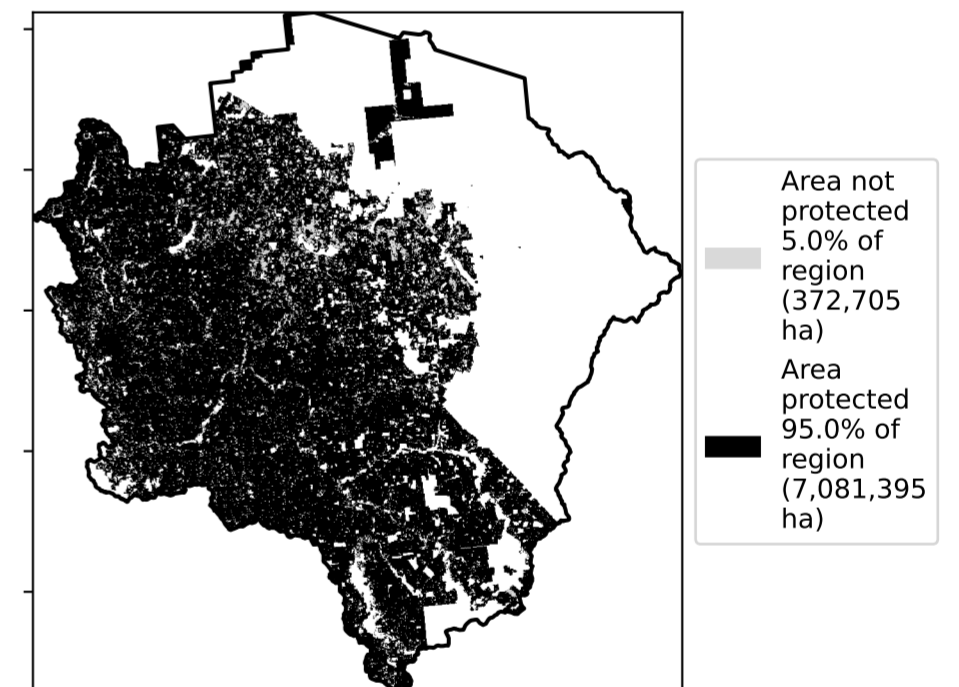 Area not
protected
5.0% of
region
(372,705
ha)
Area
protected
95.0% of
region
(7,081,395
ha)